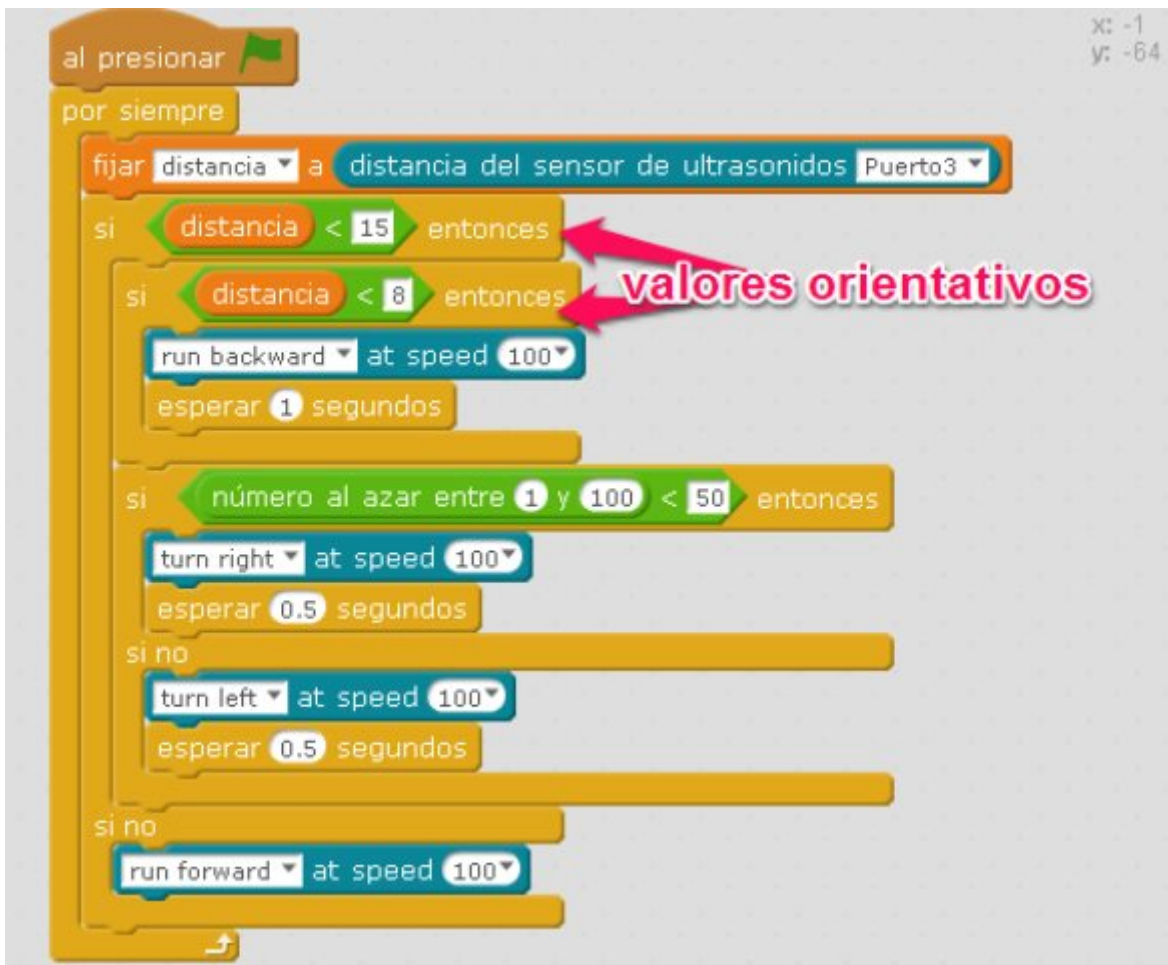 x: -1
y: -64
al presionar
por siempre
fijar distancia a distancia del sensor de ultrasonidos Puerto3
si distancia < 15 entonces
valores orientativos
si distancia < 8 entonces
run backward at speed 100
esperar 1 segundos
si número al azar entre 1 y 100 < 50 entonces
turn right at speed 100
esperar 0.5 segundos
si no
turn left at speed 100
esperar 0.5 segundos
si no
run forward at speed 100